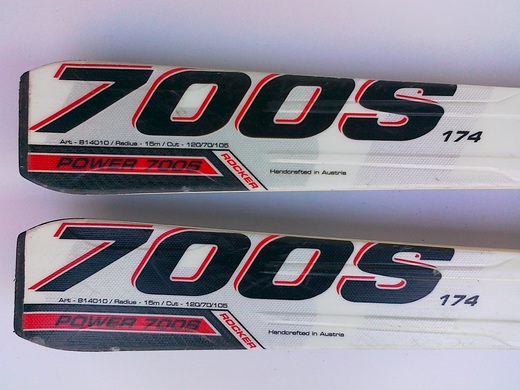 700S
174
Art - 814010 / Radius - 15m / Cut - 120/70/105
POWER 700S
ROCKER
Handcrafted in Austria
700S
174
Art - 814010 / Radius - 15m / Cut - 120/70/105
POWER 700S
ROCKER
Handcrafted in Austria